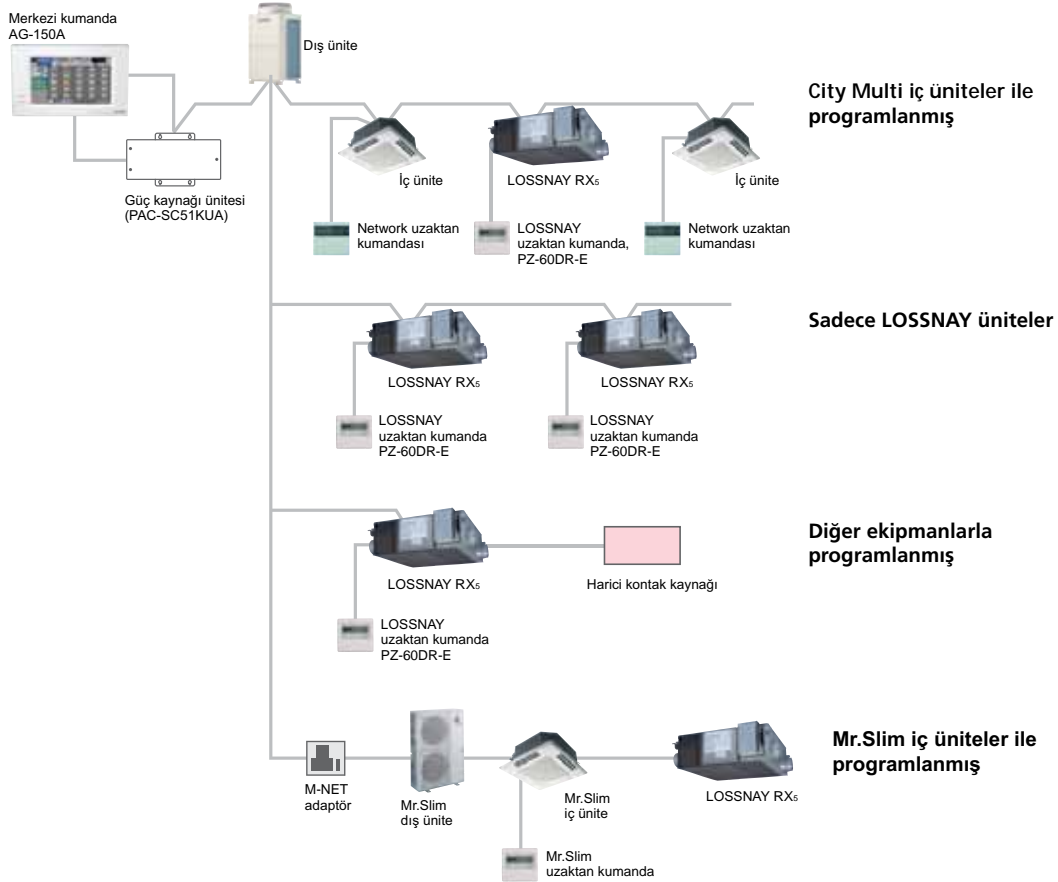 Merkezi kumanda
AG-150A
Dış ünite
Güç kaynağı ünitesi
(PAC-SC51KUA)
İç ünite
LOSSNAY RX5
İç ünite
Network uzaktan
kumandası
LOSSNAY
uzaktan kumanda,
PZ-60DR-E
Network uzaktan
kumandası
City Multi iç üniteler ile
programlanmış
LOSSNAY RX5
LOSSNAY RX5
LOSSNAY
uzaktan kumanda
PZ-60DR-E
LOSSNAY
uzaktan kumanda
PZ-60DR-E
Sadece LOSSNAY üniteler
LOSSNAY RX5
Harici kontak kaynağı
LOSSNAY
uzaktan kumanda
PZ-60DR-E
Diğer ekipmanlarla
programlanmış
M-NET
adaptör
Mr.Slim
dış ünite
Mr.Slim
iç ünite
LOSSNAY RX5
Mr.Slim
uzaktan kumanda
Mr.Slim iç üniteler ile
programlanmış